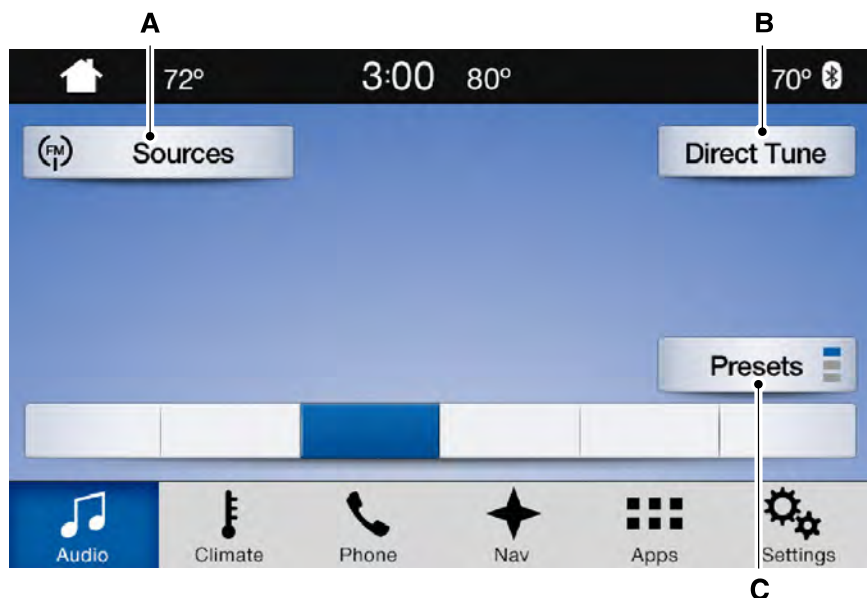 A
B
72° 3:00 80° 70°
FM Sources
Direct Tune
Presets
Audio Climate Phone Nav Apps Settings
C